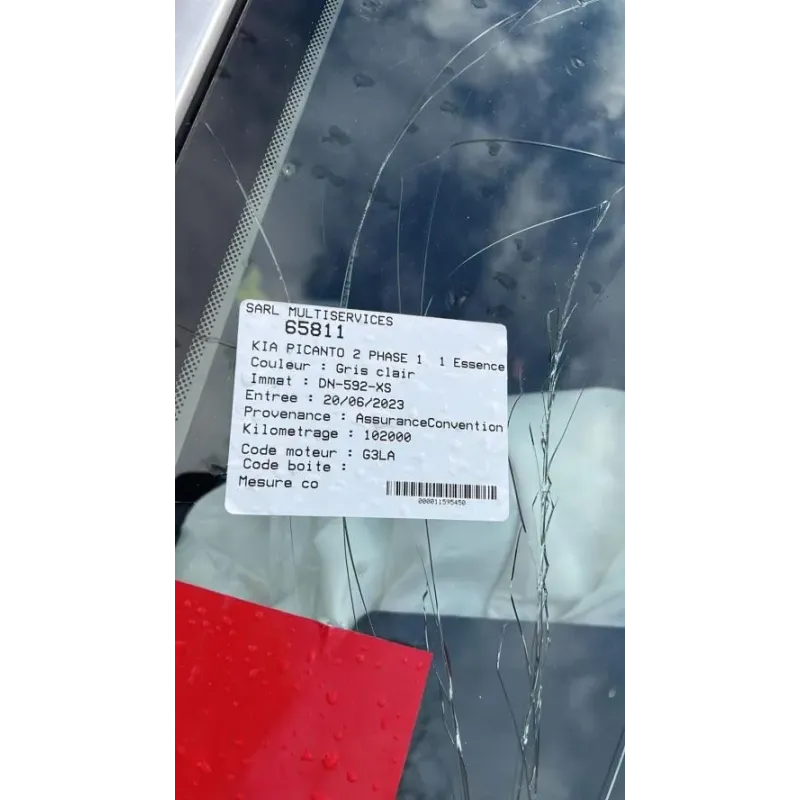 SARL MULTISERVICES
65811
KIA PICANTO 2 PHASE 1 1 Essence
Couleur : Gris clair
Immat : DN-592-XS
Entree : 20/06/2023
Provenance : AssuranceConvention
Kilometrage : 102000
Code moteur : G3LA
Code boite :
Mesure co
000011595450